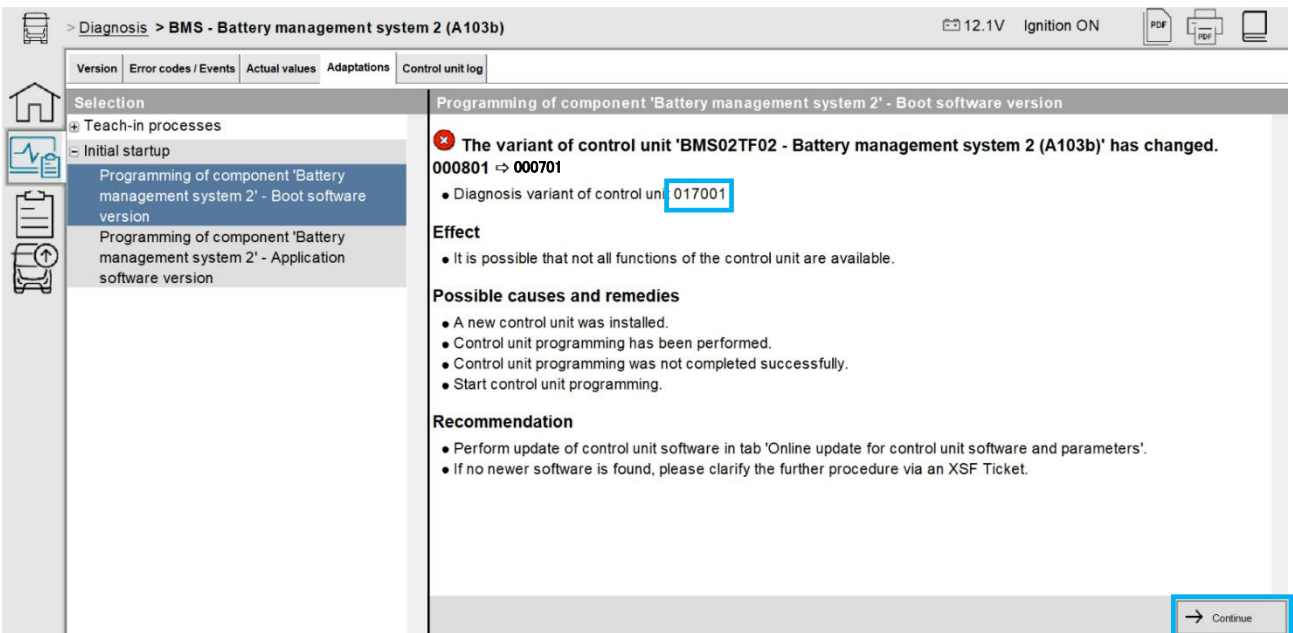 > Diagnosis > BMS - Battery management system 2 (A103b)
12.1V Ignition ON
PDF
PDF
Version Error codes / Events Actual values Adaptations Control unit log
Selection
Teach-in processes
Initial startup
Programming of component 'Battery
management system 2' - Boot software
version
Programming of component 'Battery
management system 2' - Application
software version
Programming of component 'Battery management system 2' - Boot software version
The variant of control unit 'BMS02TF02 - Battery management system 2 (A103b)' has changed.
000801 ⇨ 000701
● Diagnosis variant of control unit 017001
Effect
● It is possible that not all functions of the control unit are available.
Possible causes and remedies
● A new control unit was installed.
● Control unit programming has been performed.
● Control unit programming was not completed successfully.
● Start control unit programming.
Recommendation
● Perform update of control unit software in tab 'Online update for control unit software and parameters'.
● If no newer software is found, please clarify the further procedure via an XSF Ticket.
→ Continue